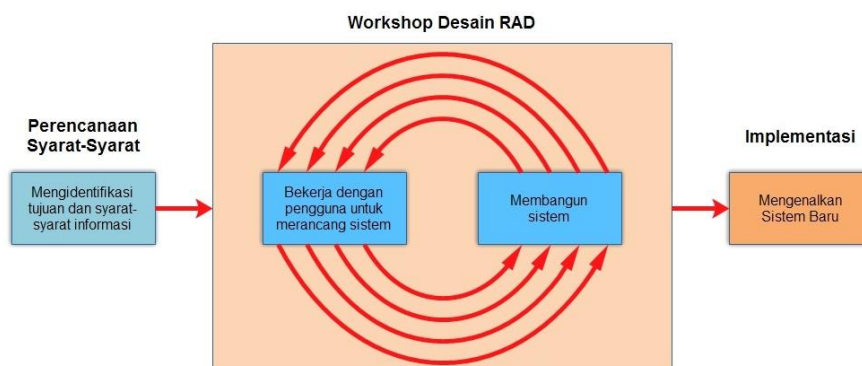 Workshop Desain RAD
Perencanaan
Syarat-Syarat
Mengidentifikasi
tujuan dan syarat-
syarat informasi
Bekerja dengan
pengguna untuk
merancang sistem
Membangun
sistem
Implementasi
Mengenalkan
Sistem Baru